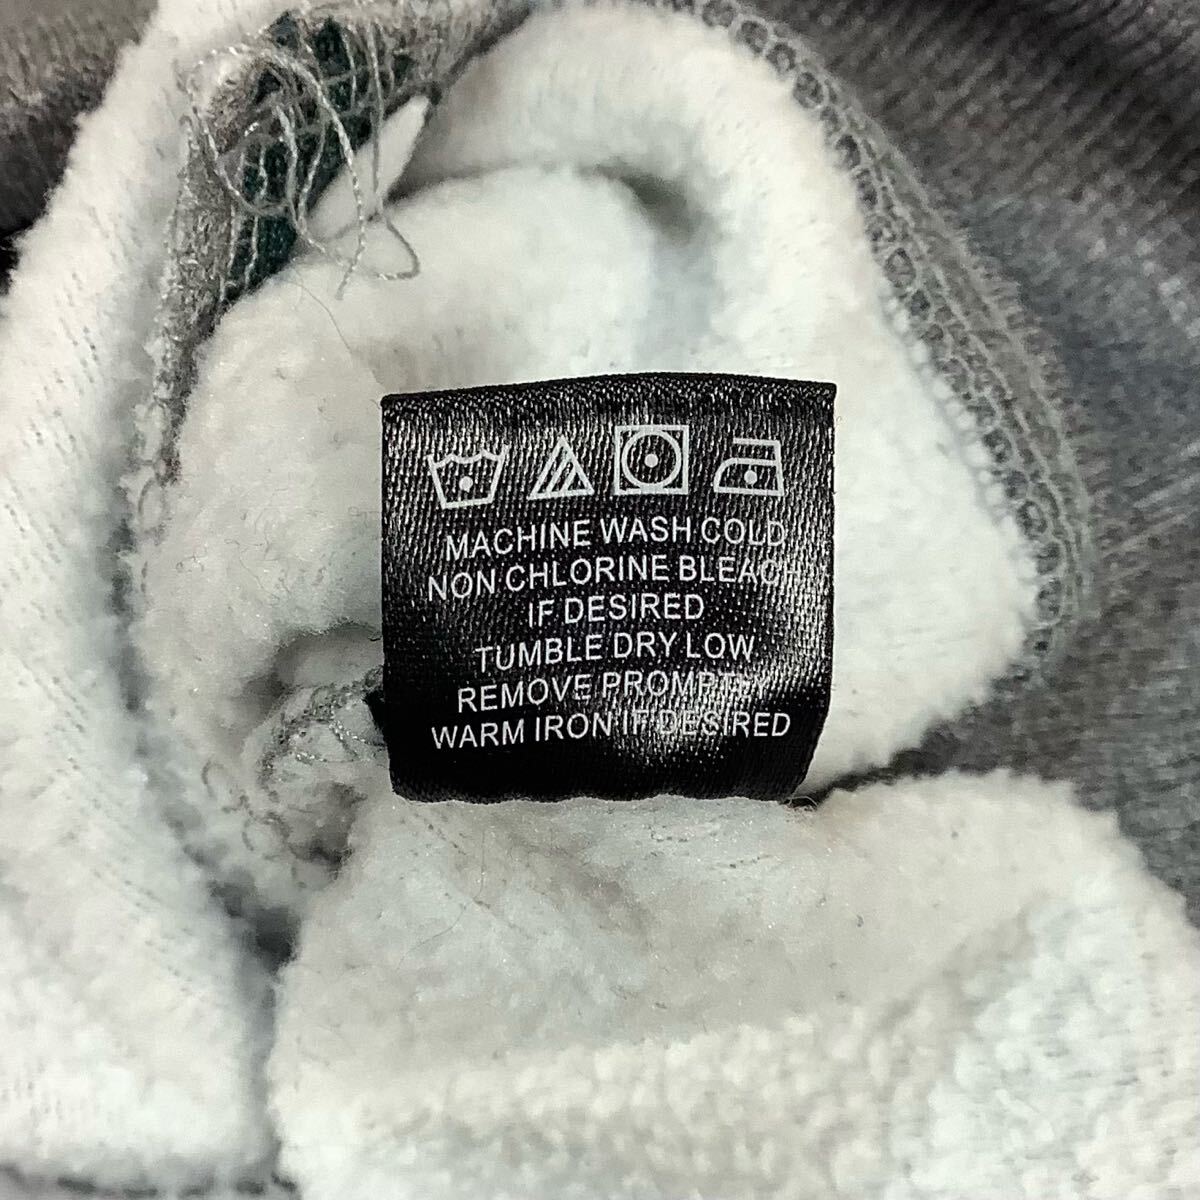 MACHINE WASH COLD
NON CHLORINE BLEACH
IF DESIRED
TUMBLE DRY LOW
REMOVE PROMPTLY
WARM IRON IF DESIRED